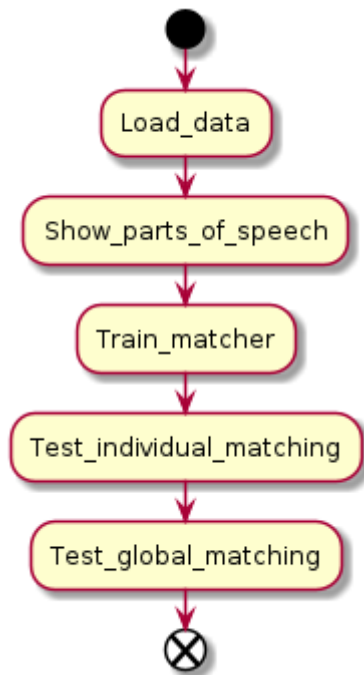 Load_data
Show_parts_of_speech
Train_matcher
Test_individual_matching
Test_global_matching